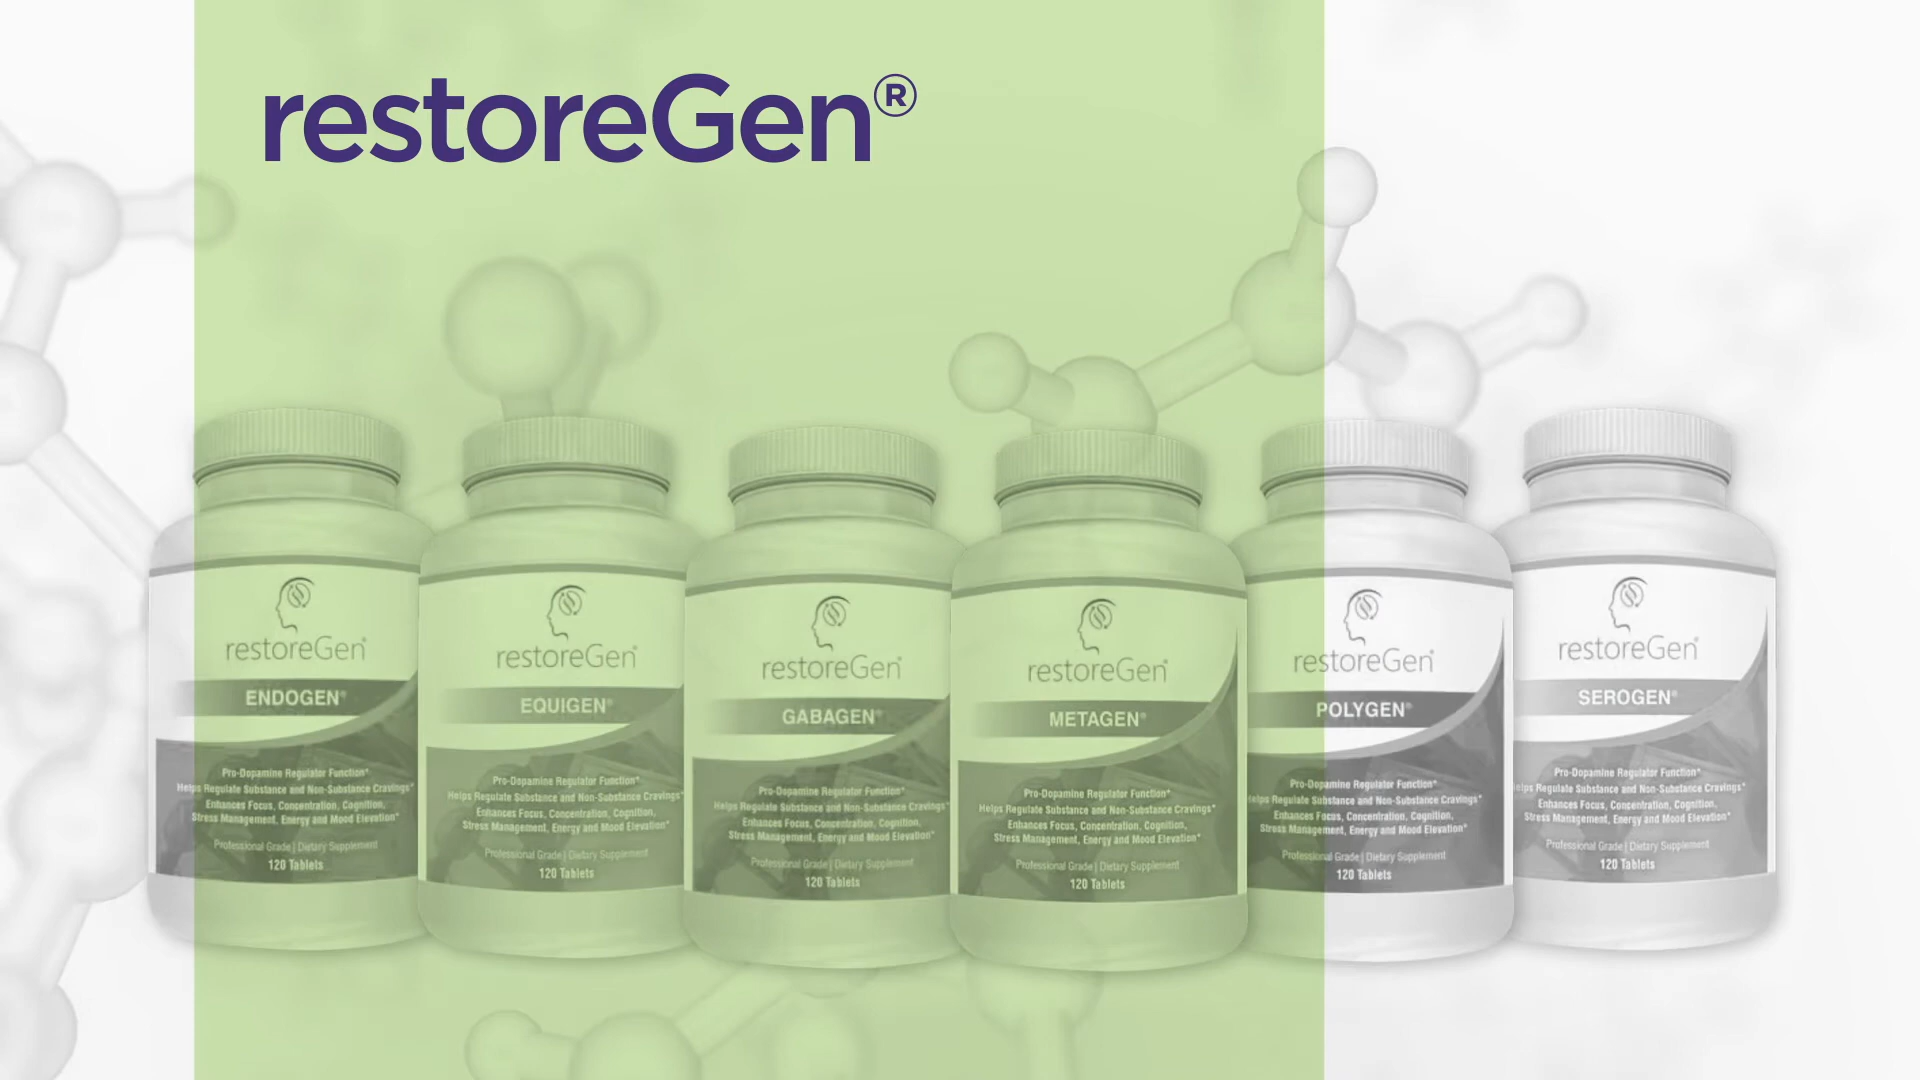 restoreGen®
restoreGen®
ENDOGEN®
Pro-Dopamine Regulator Function*
Helps Regulate Substance and Non-Substance Cravings*
Enhances Focus, Concentration, Cognition,
Stress Management, Energy and Mood Elevation*
Professional Grade | Dietary Supplement
120 Tablets
restoreGen®
EQUIGEN®
Pro-Dopamine Regulator Function*
Helps Regulate Substance and Non-Substance Cravings*
Enhances Focus, Concentration, Cognition,
Stress Management, Energy and Mood Elevation*
Professional Grade | Dietary Supplement
120 Tablets
restoreGen®
GABAGEN®
Pro-Dopamine Regulator Function*
Helps Regulate Substance and Non-Substance Cravings*
Enhances Focus, Concentration, Cognition,
Stress Management, Energy and Mood Elevation*
Professional Grade | Dietary Supplement
120 Tablets
restoreGen®
METAGEN®
Pro-Dopamine Regulator Function*
Helps Regulate Substance and Non-Substance Cravings*
Enhances Focus, Concentration, Cognition,
Stress Management, Energy and Mood Elevation*
Professional Grade | Dietary Supplement
120 Tablets
restoreGen®
POLYGEN®
Pro-Dopamine Regulator Function*
Helps Regulate Substance and Non-Substance Cravings*
Enhances Focus, Concentration, Cognition,
Stress Management, Energy and Mood Elevation*
Professional Grade | Dietary Supplement
120 Tablets
restoreGen®
SEROGEN®
Pro-Dopamine Regulator Function*
Helps Regulate Substance and Non-Substance Cravings*
Enhances Focus, Concentration, Cognition,
Stress Management, Energy and Mood Elevation*
Professional Grade | Dietary Supplement
120 Tablets